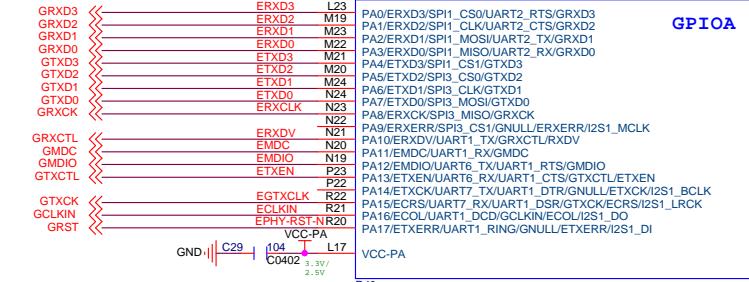 GRXD3 ERXD3 L23 PA0/ERXD3/SPI1_CS0/UART2_RTS/GRXD3 GPIOA
GRXD2 ERXD2 M19 PA1/ERXD2/SPI1_CLK/UART2_CTS/GRXD2
GRXD1 ERXD1 M23 PA2/ERXD1/SPI1_MOSI/UART2_TX/GRXD1
GRXD0 ERXD0 M22 PA3/ERXD0/SPI1_MISO/UART2_RX/GRXD0
GTXD3 ETXD3 M21 PA4/ETXD3/SPI1_CS1/GTXD3
GTXD2 ETXD2 M20 PA5/ETXD2/SPI3_CS0/GTXD2
GTXD1 ETXD1 M24 PA6/ETXD1/SPI3_CLK/GTXD1
GTXD0 ETXD0 N24 PA7/ETXD0/SPI3_MOSI/GTXD0
GRXCK ERXCLK N23 PA8/ERXCK/SPI3_MISO/GRXCK
N22 PA9/ERXERR/SPI3_CS1/GNULL/ERXERR/I2S1_MCLK
GRXCTL ERXDV N21 PA10/ERXDV/UART1_TX/GRXCTL/RXDV
GMDC EMDC N20 PA11/EMDC/UART1_RX/GMDC
GMDIO EMDIO N19 PA12/EMDIO/UART6_TX/UART1_RTS/GMDIO
GTXCTL ETXEN P23 PA13/ETXEN/UART6_RX/UART1_CTS/GTXCTL/ETXEN
P22 PA14/ETXCK/UART7_TX/UART1_DTR/GNULL/ETXCK/I2S1_BCLK
GTXCK EGTXCLK R22 PA15/ECRS/UART7_RX/UART1_DSR/GTXCK/ECRS/I2S1_LRCK
GCLKIN ECLKIN R21 PA16/ECOL/UART1_DCD/GCLKIN/ECOL/I2S1_DO
GRST EPHY-RST-N R20 PA17/ETXERR/UART1_RING/GNULL/ETXERR/I2S1_DI
VCC-PA
GND C29 104 L17 VCC-PA
C0402 3.3V/
2.5V